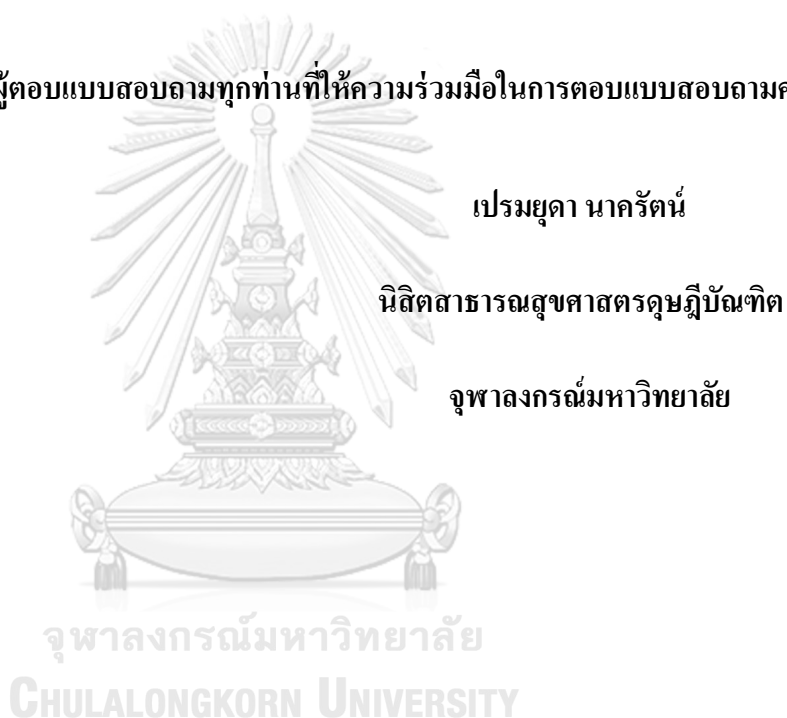 ผู้ตอบแบบสอบถามทุกท่านที่ให้ความร่วมมือในการตอบแบบสอบถาม
เปรมยุดา นาครัตน์
นิสิตสาธารณสุขศาสตรดุษฎีบัณฑิต
จุฬาลงกรณ์มหาวิทยาลัย
จุฬาลงกรณ์มหาวิทยาลัย
CHULALONGKORN UNIVERSITY